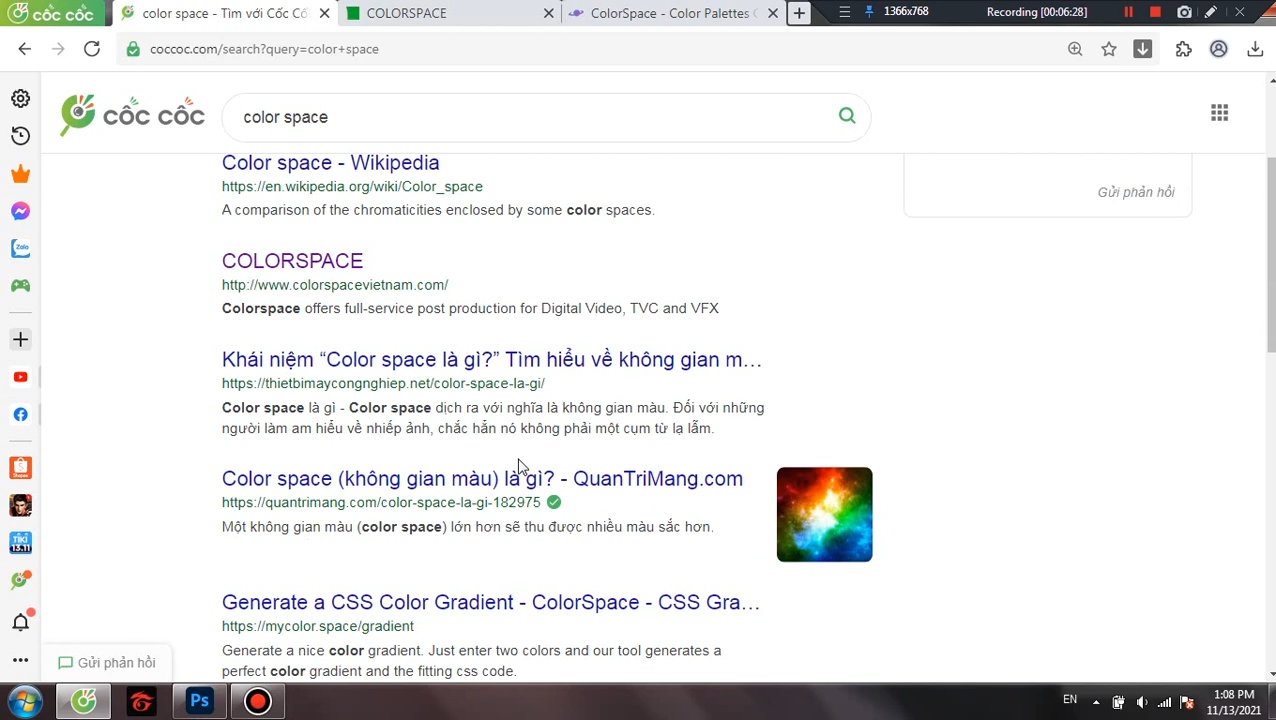 cốc cốc
color space - Tìm với Cốc Cố
COLORSPACE
ColorSpace - Color Palettes G
1366x768
Recording [00:06:28]
coccoc.com/search?query=color+space
cốc cốc
color space
Color space - Wikipedia
https://en.wikipedia.org/wiki/Color_space
A comparison of the chromaticities enclosed by some color spaces.
Gửi phản hồi
COLORSPACE
http://www.colorspacevietnam.com/
Colorspace offers full-service post production for Digital Video, TVC and VFX
Khái niệm “Color space là gì?” Tìm hiểu về không gian m…
https://thietbimaycongnghiep.net/color-space-la-gi/
Color space là gì - Color space dịch ra với nghĩa là không gian màu. Đối với những
người làm am hiểu về nhiếp ảnh, chắc hẳn nó không phải một cụm từ lạ lẫm.
Color space (không gian màu) là gì? - QuanTriMang.com
https://quantrimang.com/color-space-la-gi-182975
Một không gian màu (color space) lớn hơn sẽ thu được nhiều màu sắc hơn.
Generate a CSS Color Gradient - ColorSpace - CSS Gra…
https://mycolor.space/gradient
Generate a nice color gradient. Just enter two colors and our tool generates a
perfect color gradient and the fitting css code.
Zalo
TIKI
13.11
Gửi phản hồi
Ps
EN
1:08 PM
11/13/2021